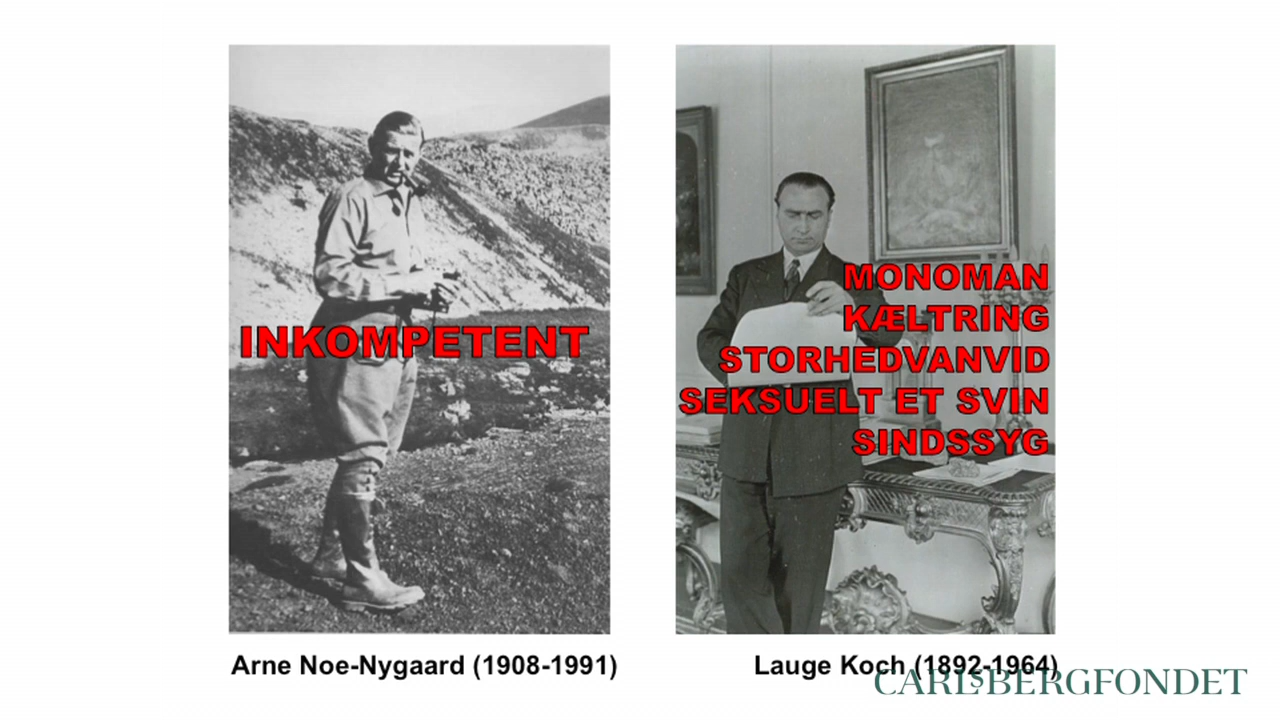 INKOMPETENT
MONOMAN
KÆLTRING
STORHEDVANVID
SEKSUELT ET SVIN
SINDSSYG
Arne Noe-Nygaard (1908-1991)
Lauge Koch (1892-1964)
CARLSBERGFONDET